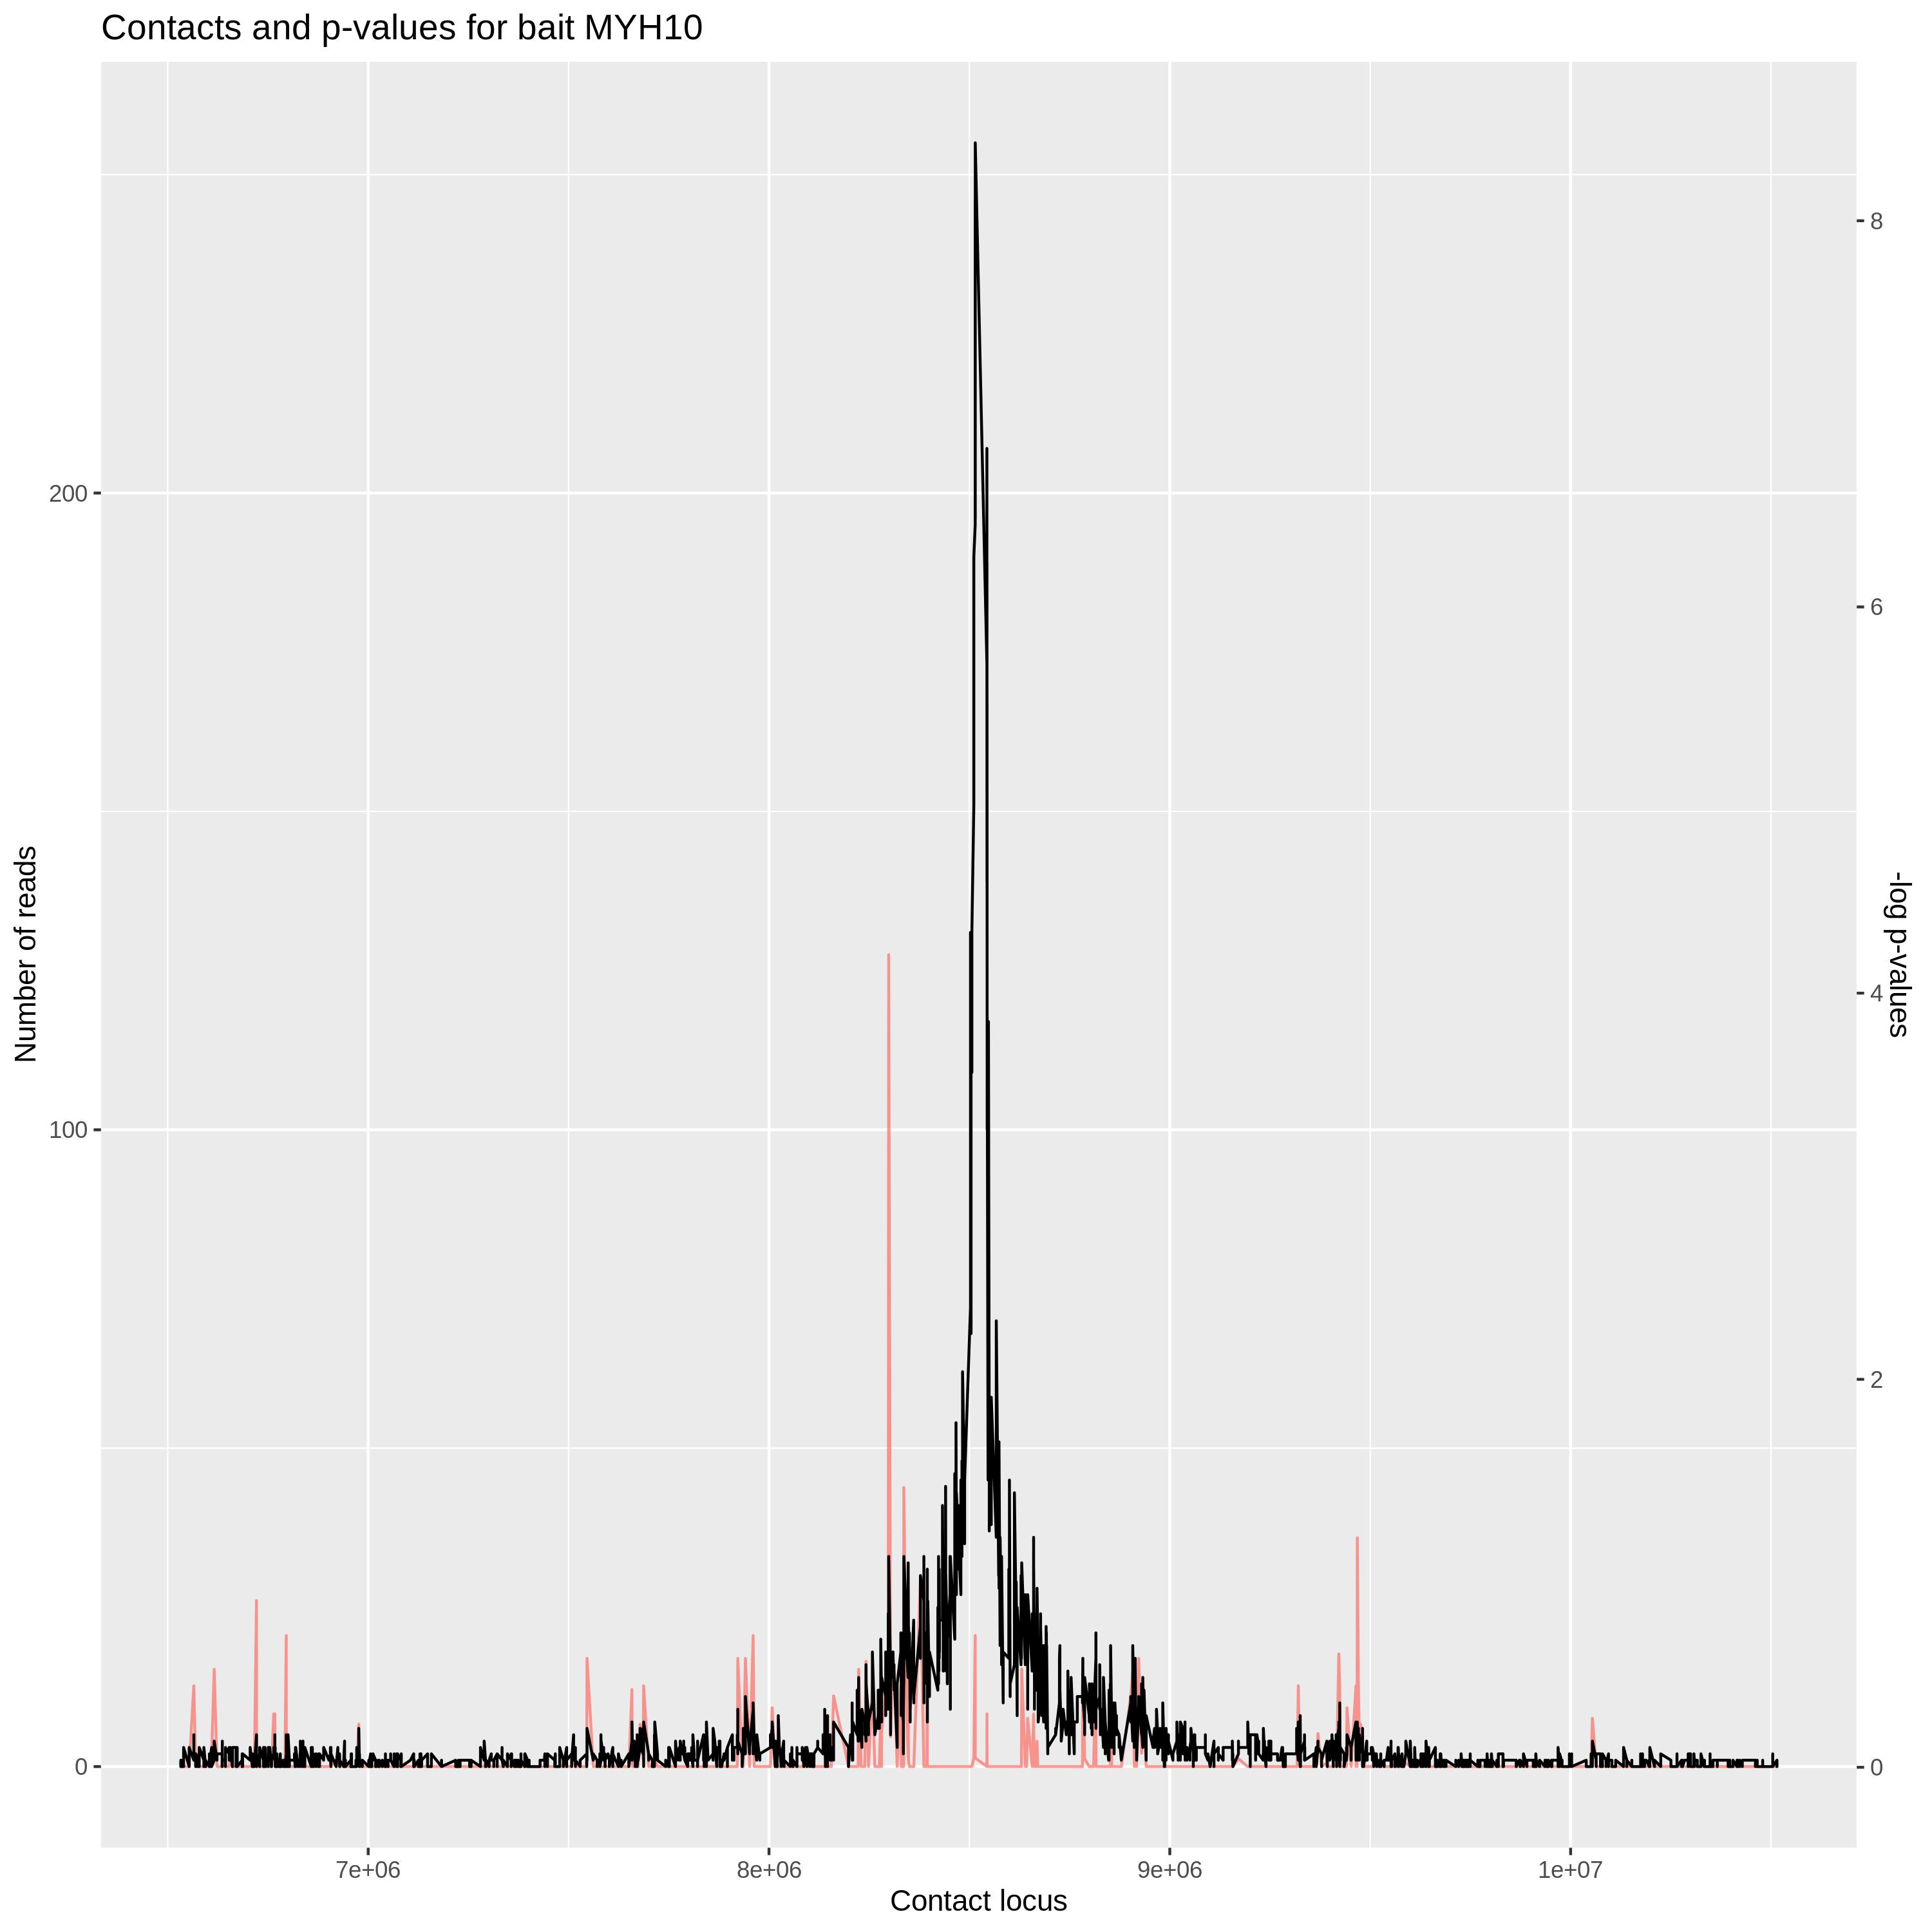 Contacts and p-values for bait MYH10
Number of reads
200
100
0
8
6
4
2
0
-log p-values
7e+06
8e+06
9e+06
1e+07
Contact locus